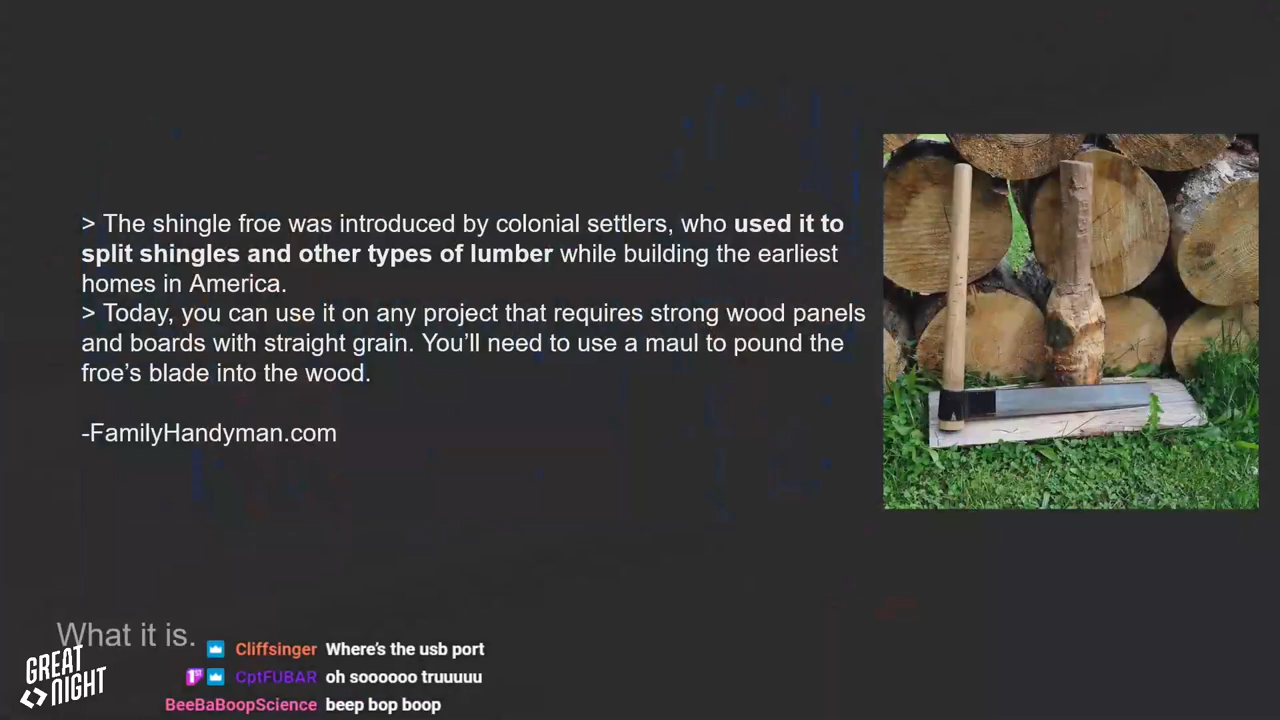 > The shingle froe was introduced by colonial settlers, who used it to
split shingles and other types of lumber while building the earliest
homes in America.
> Today, you can use it on any project that requires strong wood panels
and boards with straight grain. You’ll need to use a maul to pound the
froe’s blade into the wood.
-FamilyHandyman.com
What it is.
GREAT
NIGHT
Cliffsinger Where's the usb port
1st CptFUBAR oh soooooo truuuuu
BeeBaBoopScience beep bop boop